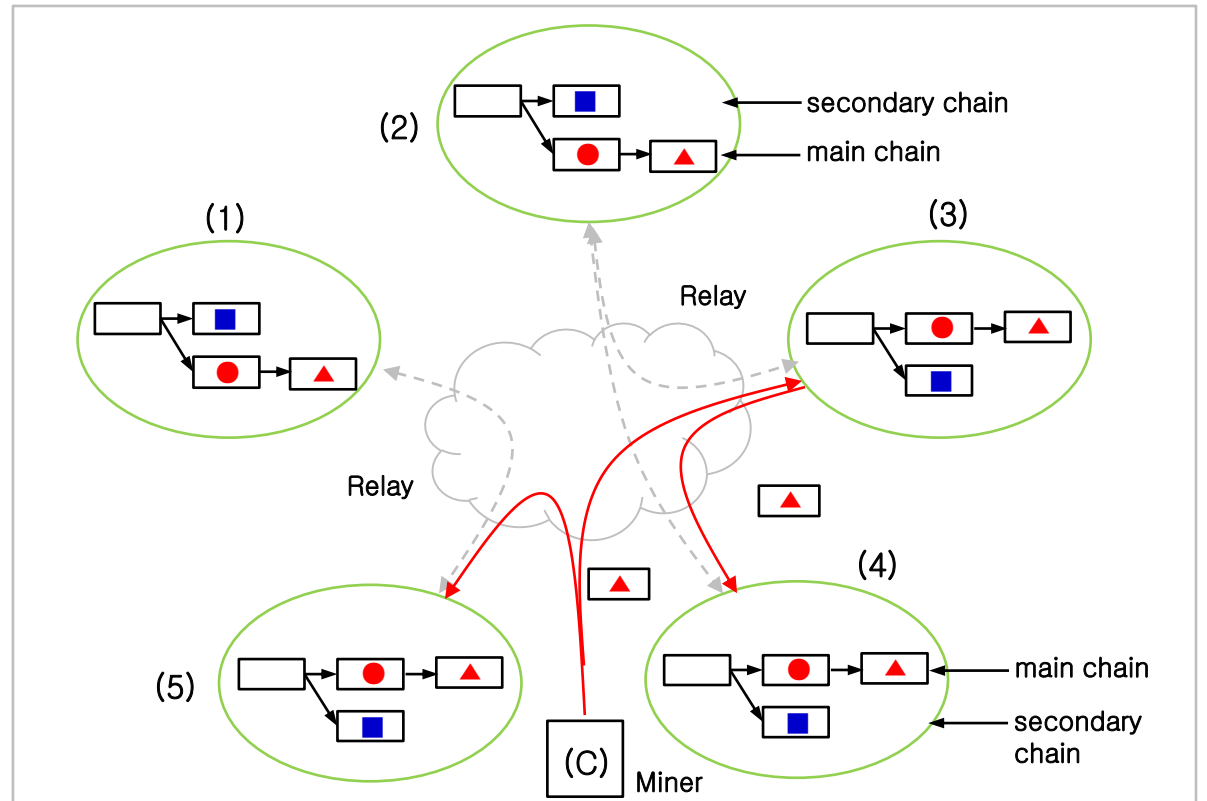 secondary chain
(2)
main chain
(1)
(3)
Relay
Relay
(4)
main chain
(5)
secondary
chain
(C)
Miner